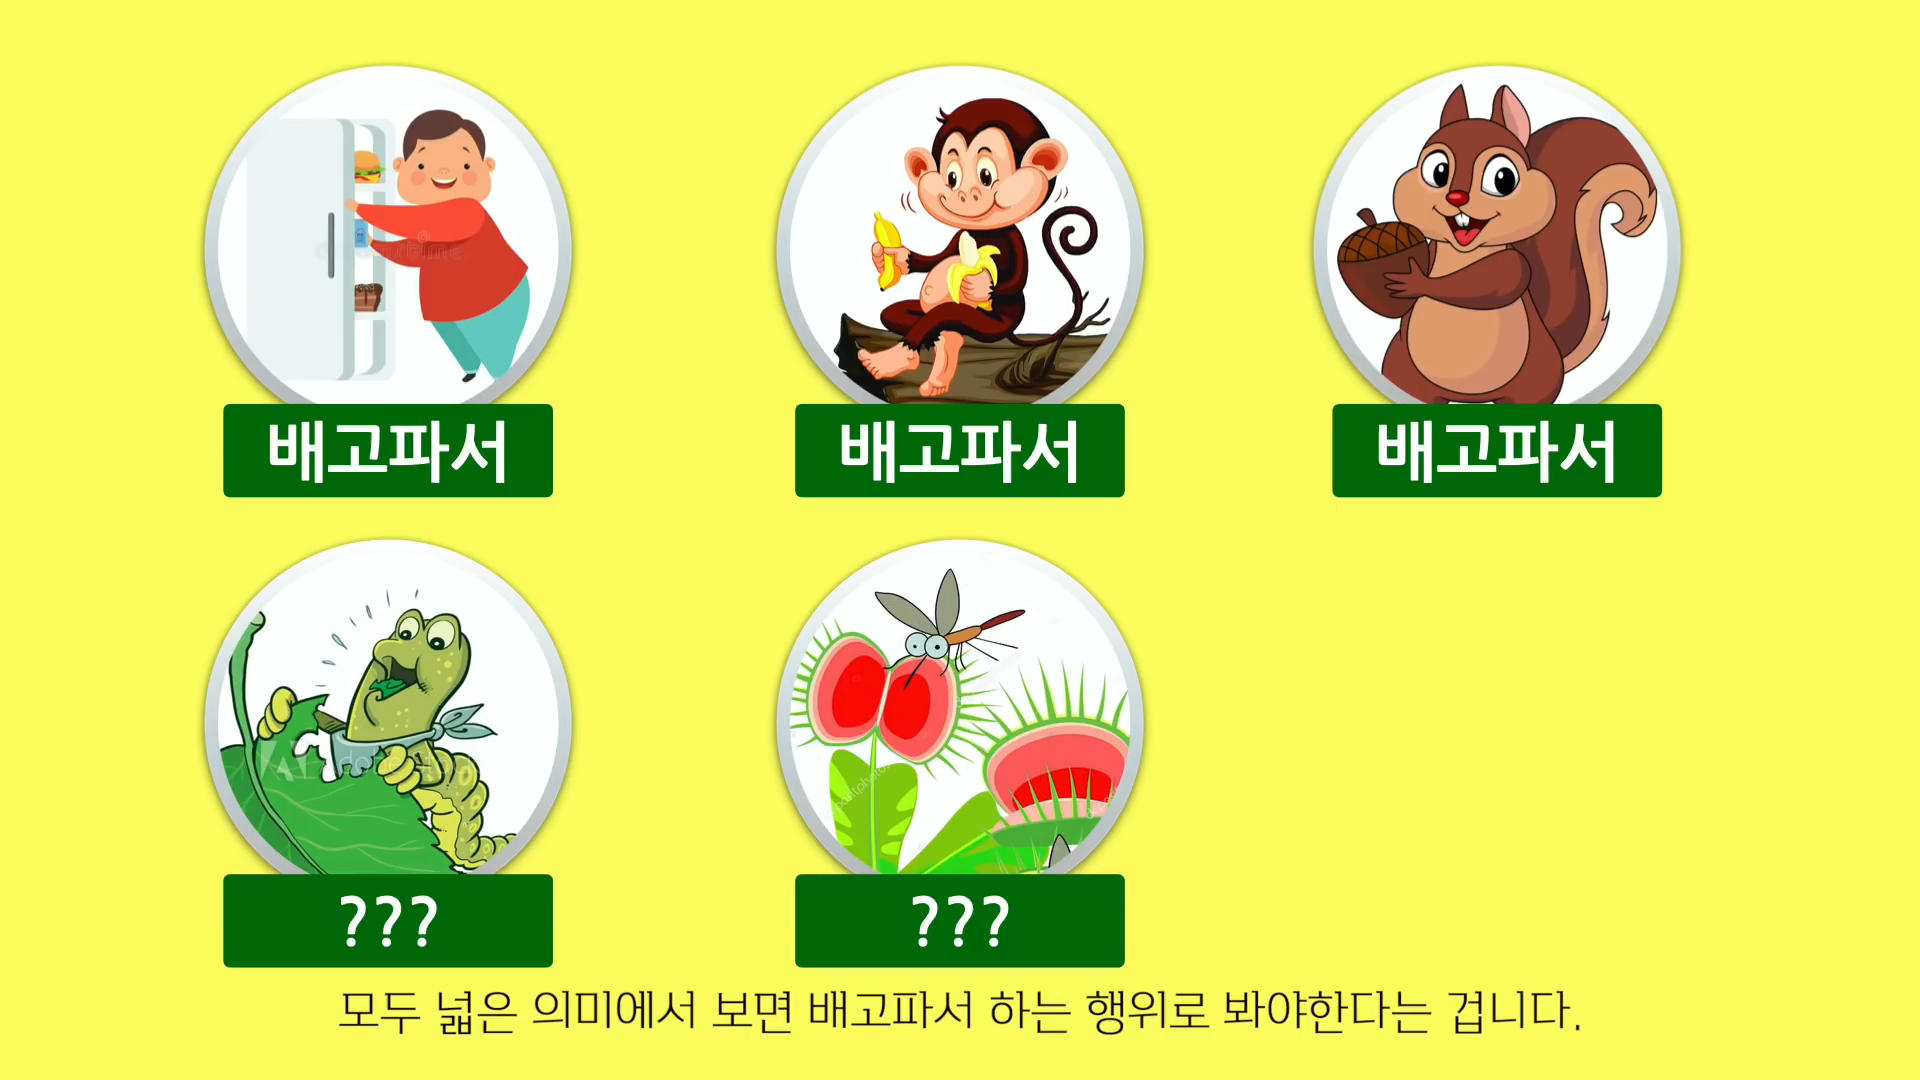 배고파서
배고파서
배고파서
???
???
모두 넓은 의미에서 보면 배고파서 하는 행위로 봐야한다는 겁니다.